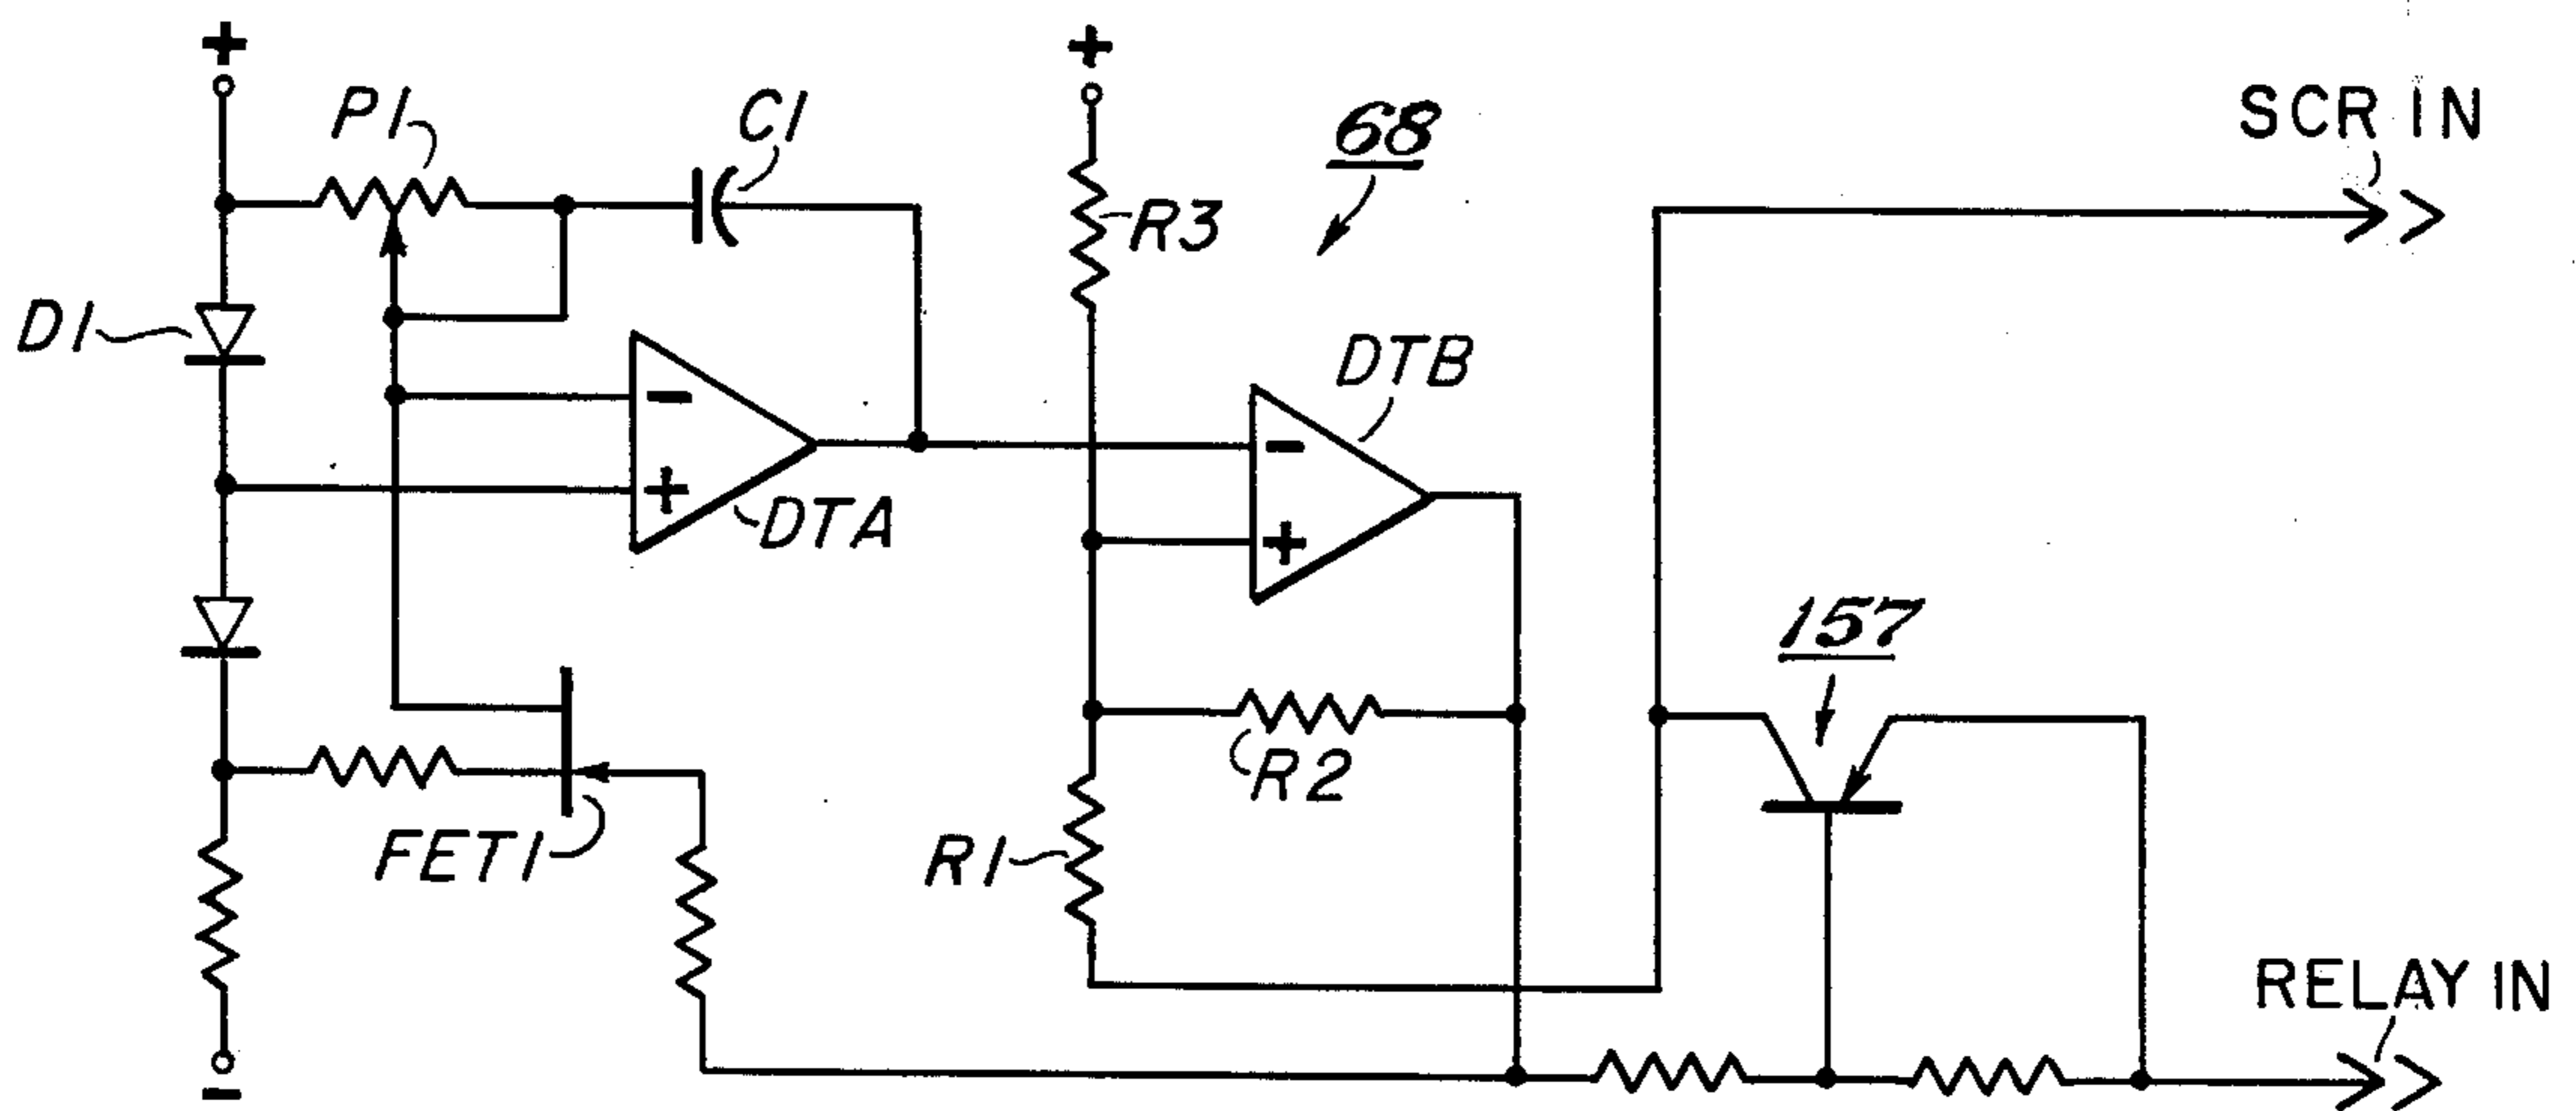 +
+
P1
C1
68
SCR IN
R3
D1
DTB
-
-
+
+
DTA
157
R2
FET1
R1
RELAY IN
-